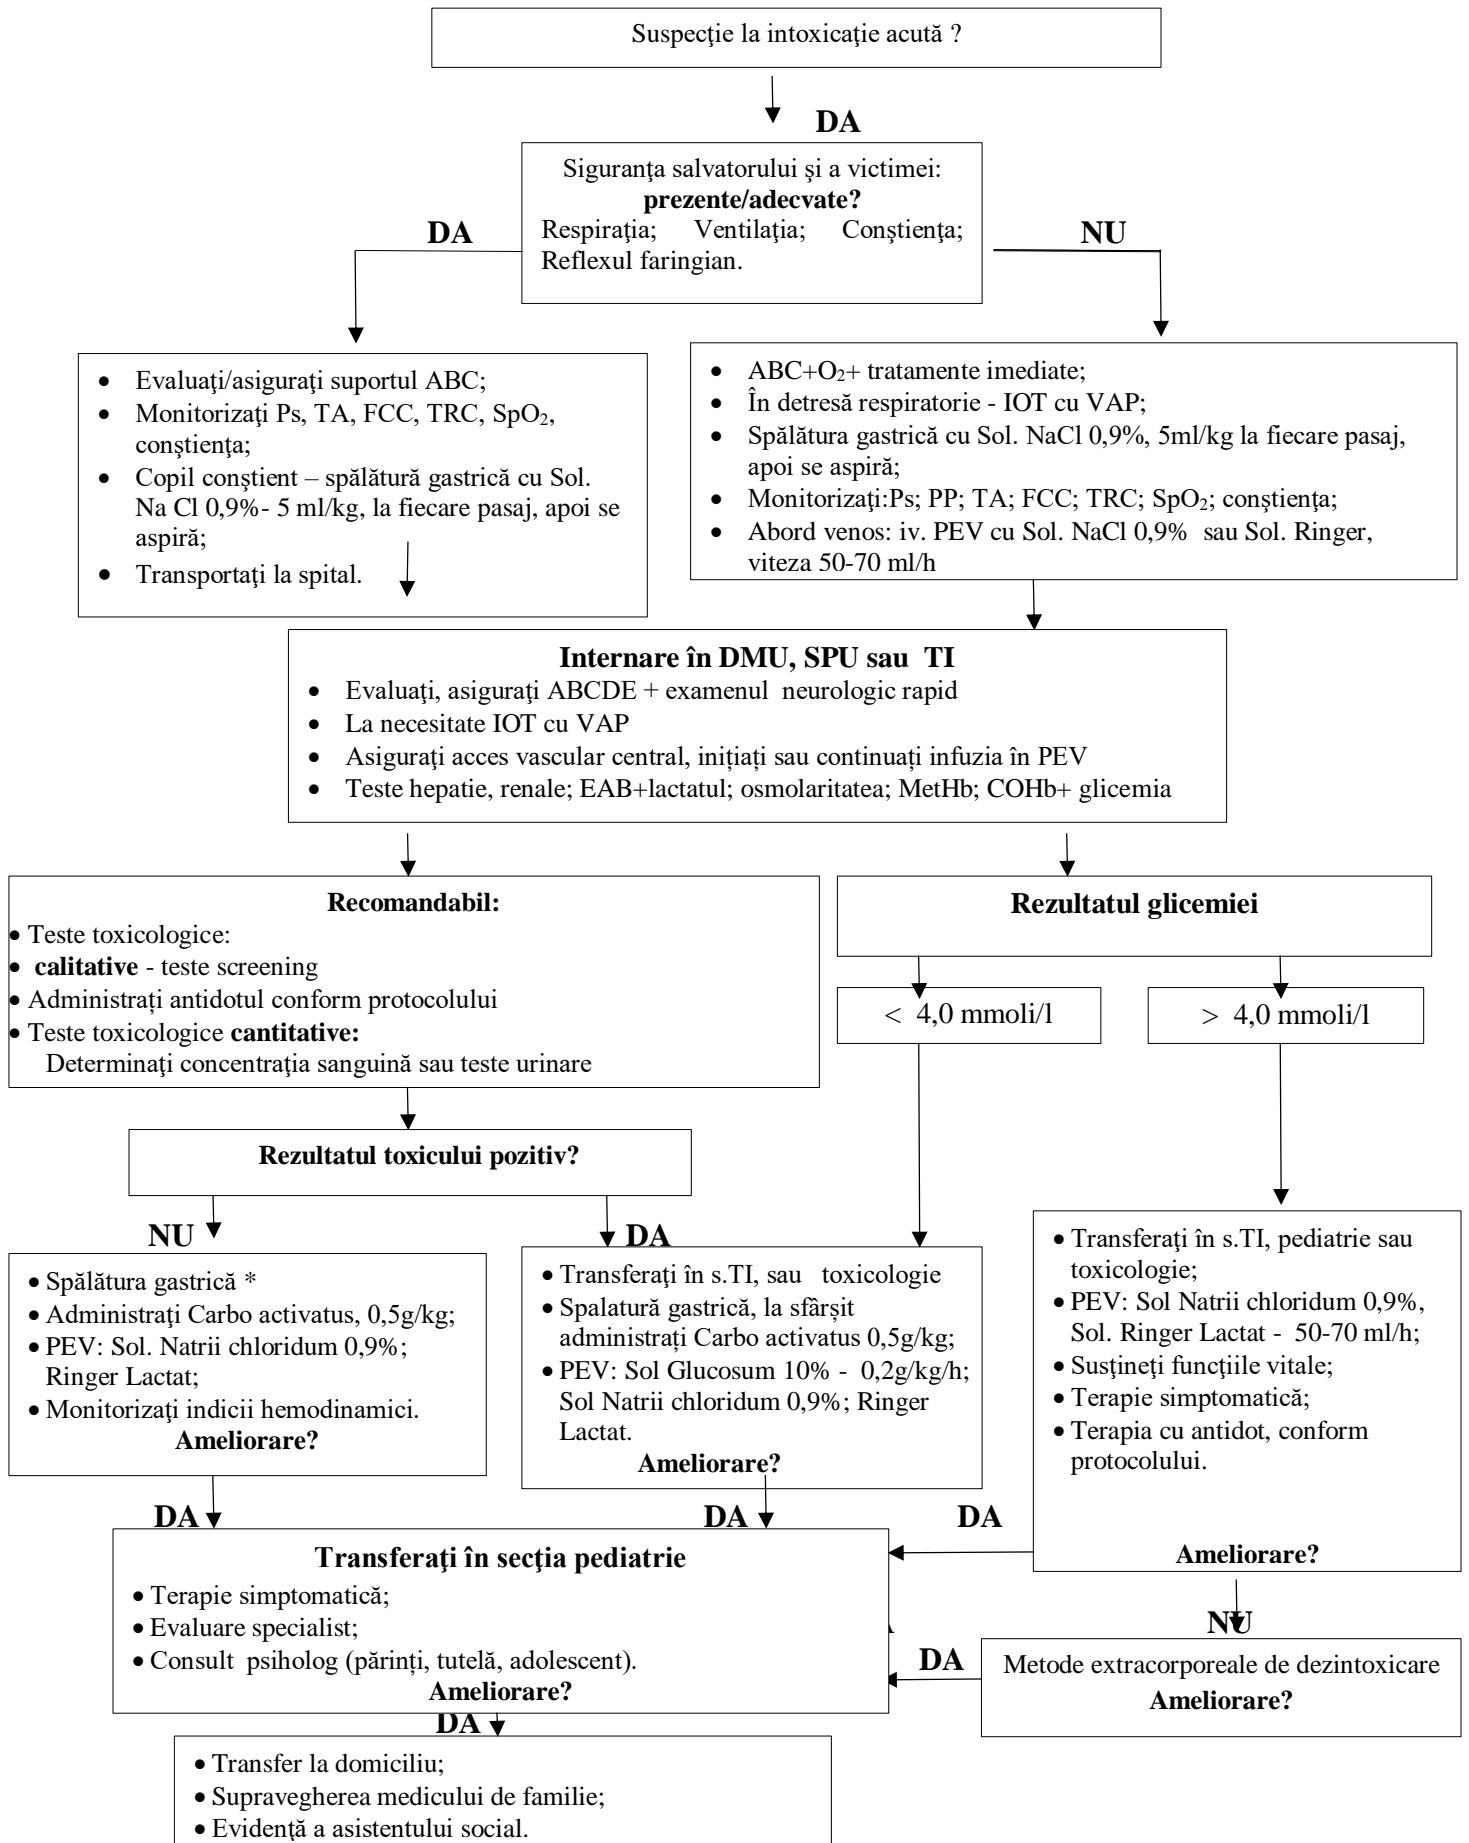 Suspecţie la intoxicaţie acută ?
DA
Siguranţa salvatorului şi a victimei:
prezente/adecvate?
Respiraţia; Ventilaţia; Conştienţa;
Reflexul faringian.
DA
NU
• Evaluaţi/asiguraţi suportul ABC;
• Monitorizaţi Ps, TA, FCC, TRC, SpO₂,
conştienţa;
• Copil conştient – spălătură gastrică cu Sol.
Na Cl 0,9%- 5 ml/kg, la fiecare pasaj, apoi se
aspiră;
• Transportaţi la spital.
• ABC+O₂+ tratamente imediate;
• În detresă respiratorie - IOT cu VAP;
• Spălătura gastrică cu Sol. NaCl 0,9%, 5ml/kg la fiecare pasaj,
apoi se aspiră;
• Monitorizaţi:Ps; PP; TA; FCC; TRC; SpO₂; conştienţa;
• Abord venos: iv. PEV cu Sol. NaCl 0,9% sau Sol. Ringer,
viteza 50-70 ml/h
Internare în DMU, SPU sau TI
• Evaluaţi, asiguraţi ABCDE + examenul neurologic rapid
• La necesitate IOT cu VAP
• Asigurați acces vascular central, inițiați sau continuați infuzia în PEV
• Teste hepatie, renale; EAB+lactatul; osmolaritatea; MetHb; COHb+ glicemia
Recomandabil:
• Teste toxicologice:
• calitative - teste screening
• Administrați antidotul conform protocolului
• Teste toxicologice cantitative:
Determinaţi concentraţia sanguină sau teste urinare
Rezultatul glicemiei
< 4,0 mmoli/l
> 4,0 mmoli/l
Rezultatul toxicului pozitiv?
NU
DA
• Spălătura gastrică *
• Administraţi Carbo activatus, 0,5g/kg;
• PEV: Sol. Natrii chloridum 0,9%;
Ringer Lactat;
• Monitorizaţi indicii hemodinamici.
Ameliorare?
• Transferaţi în s.TI, sau toxicologie
• Spalatură gastrică, la sfârșit
administrați Carbo activatus 0,5g/kg;
• PEV: Sol Glucosum 10% - 0,2g/kg/h;
Sol Natrii chloridum 0,9%; Ringer
Lactat.
Ameliorare?
• Transferaţi în s.TI, pediatrie sau
toxicologie;
• PEV: Sol Natrii chloridum 0,9%,
Sol. Ringer Lactat - 50-70 ml/h;
• Susţineţi funcţiile vitale;
• Terapie simptomatică;
• Terapia cu antidot, conform
protocolului.
Ameliorare?
DA
DA
DA
Transferaţi în secţia pediatrie
• Terapie simptomatică;
• Evaluare specialist;
• Consult psiholog (părinți, tutelă, adolescent).
Ameliorare?
NU
DA
Metode extracorporeale de dezintoxicare
Ameliorare?
DA
• Transfer la domiciliu;
• Supravegherea medicului de familie;
• Evidenţă a asistentului social.